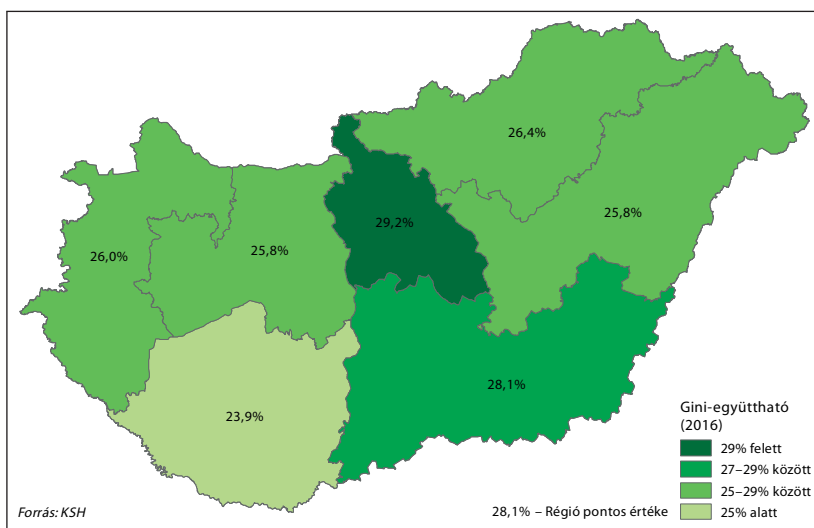 26,4%
29,2%
25,8%
26,0%
25,8%
28,1%
23,9%
Gini-együttható
(2016)
29% felett
27–29% között
25–29% között
25% alatt
28,1% – Régió pontos értéke
Forrás: KSH